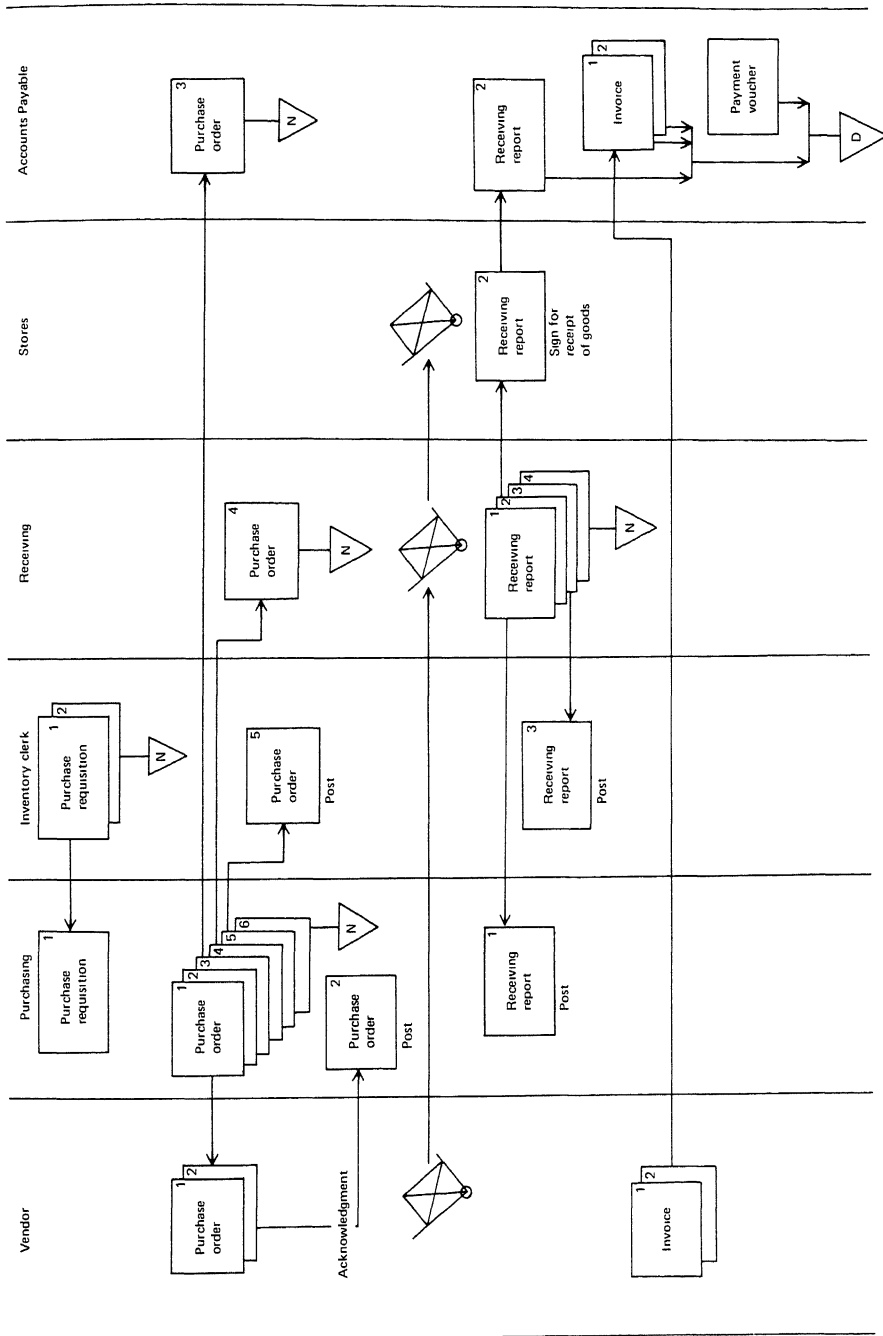 Vendor
1
2
Purchase
order
Acknowledgment
1
2
Invoice
Purchasing
1
Purchase
requisition
1
2
3
4
5
6
Purchase
order
N
2
Purchase
order
Post
1
Receiving
report
Post
Inventory clerk
1
2
Purchase
requisition
N
5
Purchase
order
Post
3
Receiving
report
Post
Receiving
4
Purchase
order
N
1
2
3
4
Receiving
report
N
Stores
2
Receiving
report
Sign for
receipt
of goods
Accounts Payable
3
Purchase
order
N
2
Receiving
report
1
2
Invoice
Payment
voucher
D